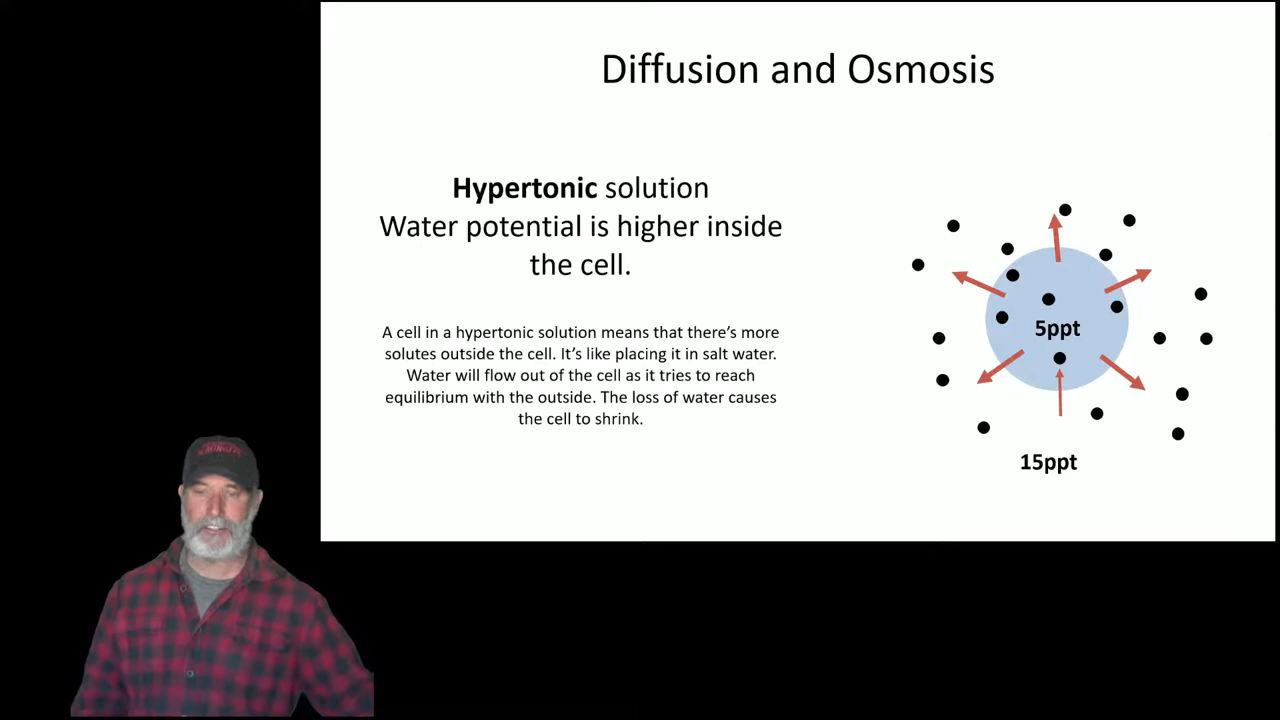 Diffusion and Osmosis
Hypertonic solution
Water potential is higher inside
the cell.
A cell in a hypertonic solution means that there's more
solutes outside the cell. It's like placing it in salt water.
Water will flow out of the cell as it tries to reach
equilibrium with the outside. The loss of water causes
the cell to shrink.
5ppt
15ppt